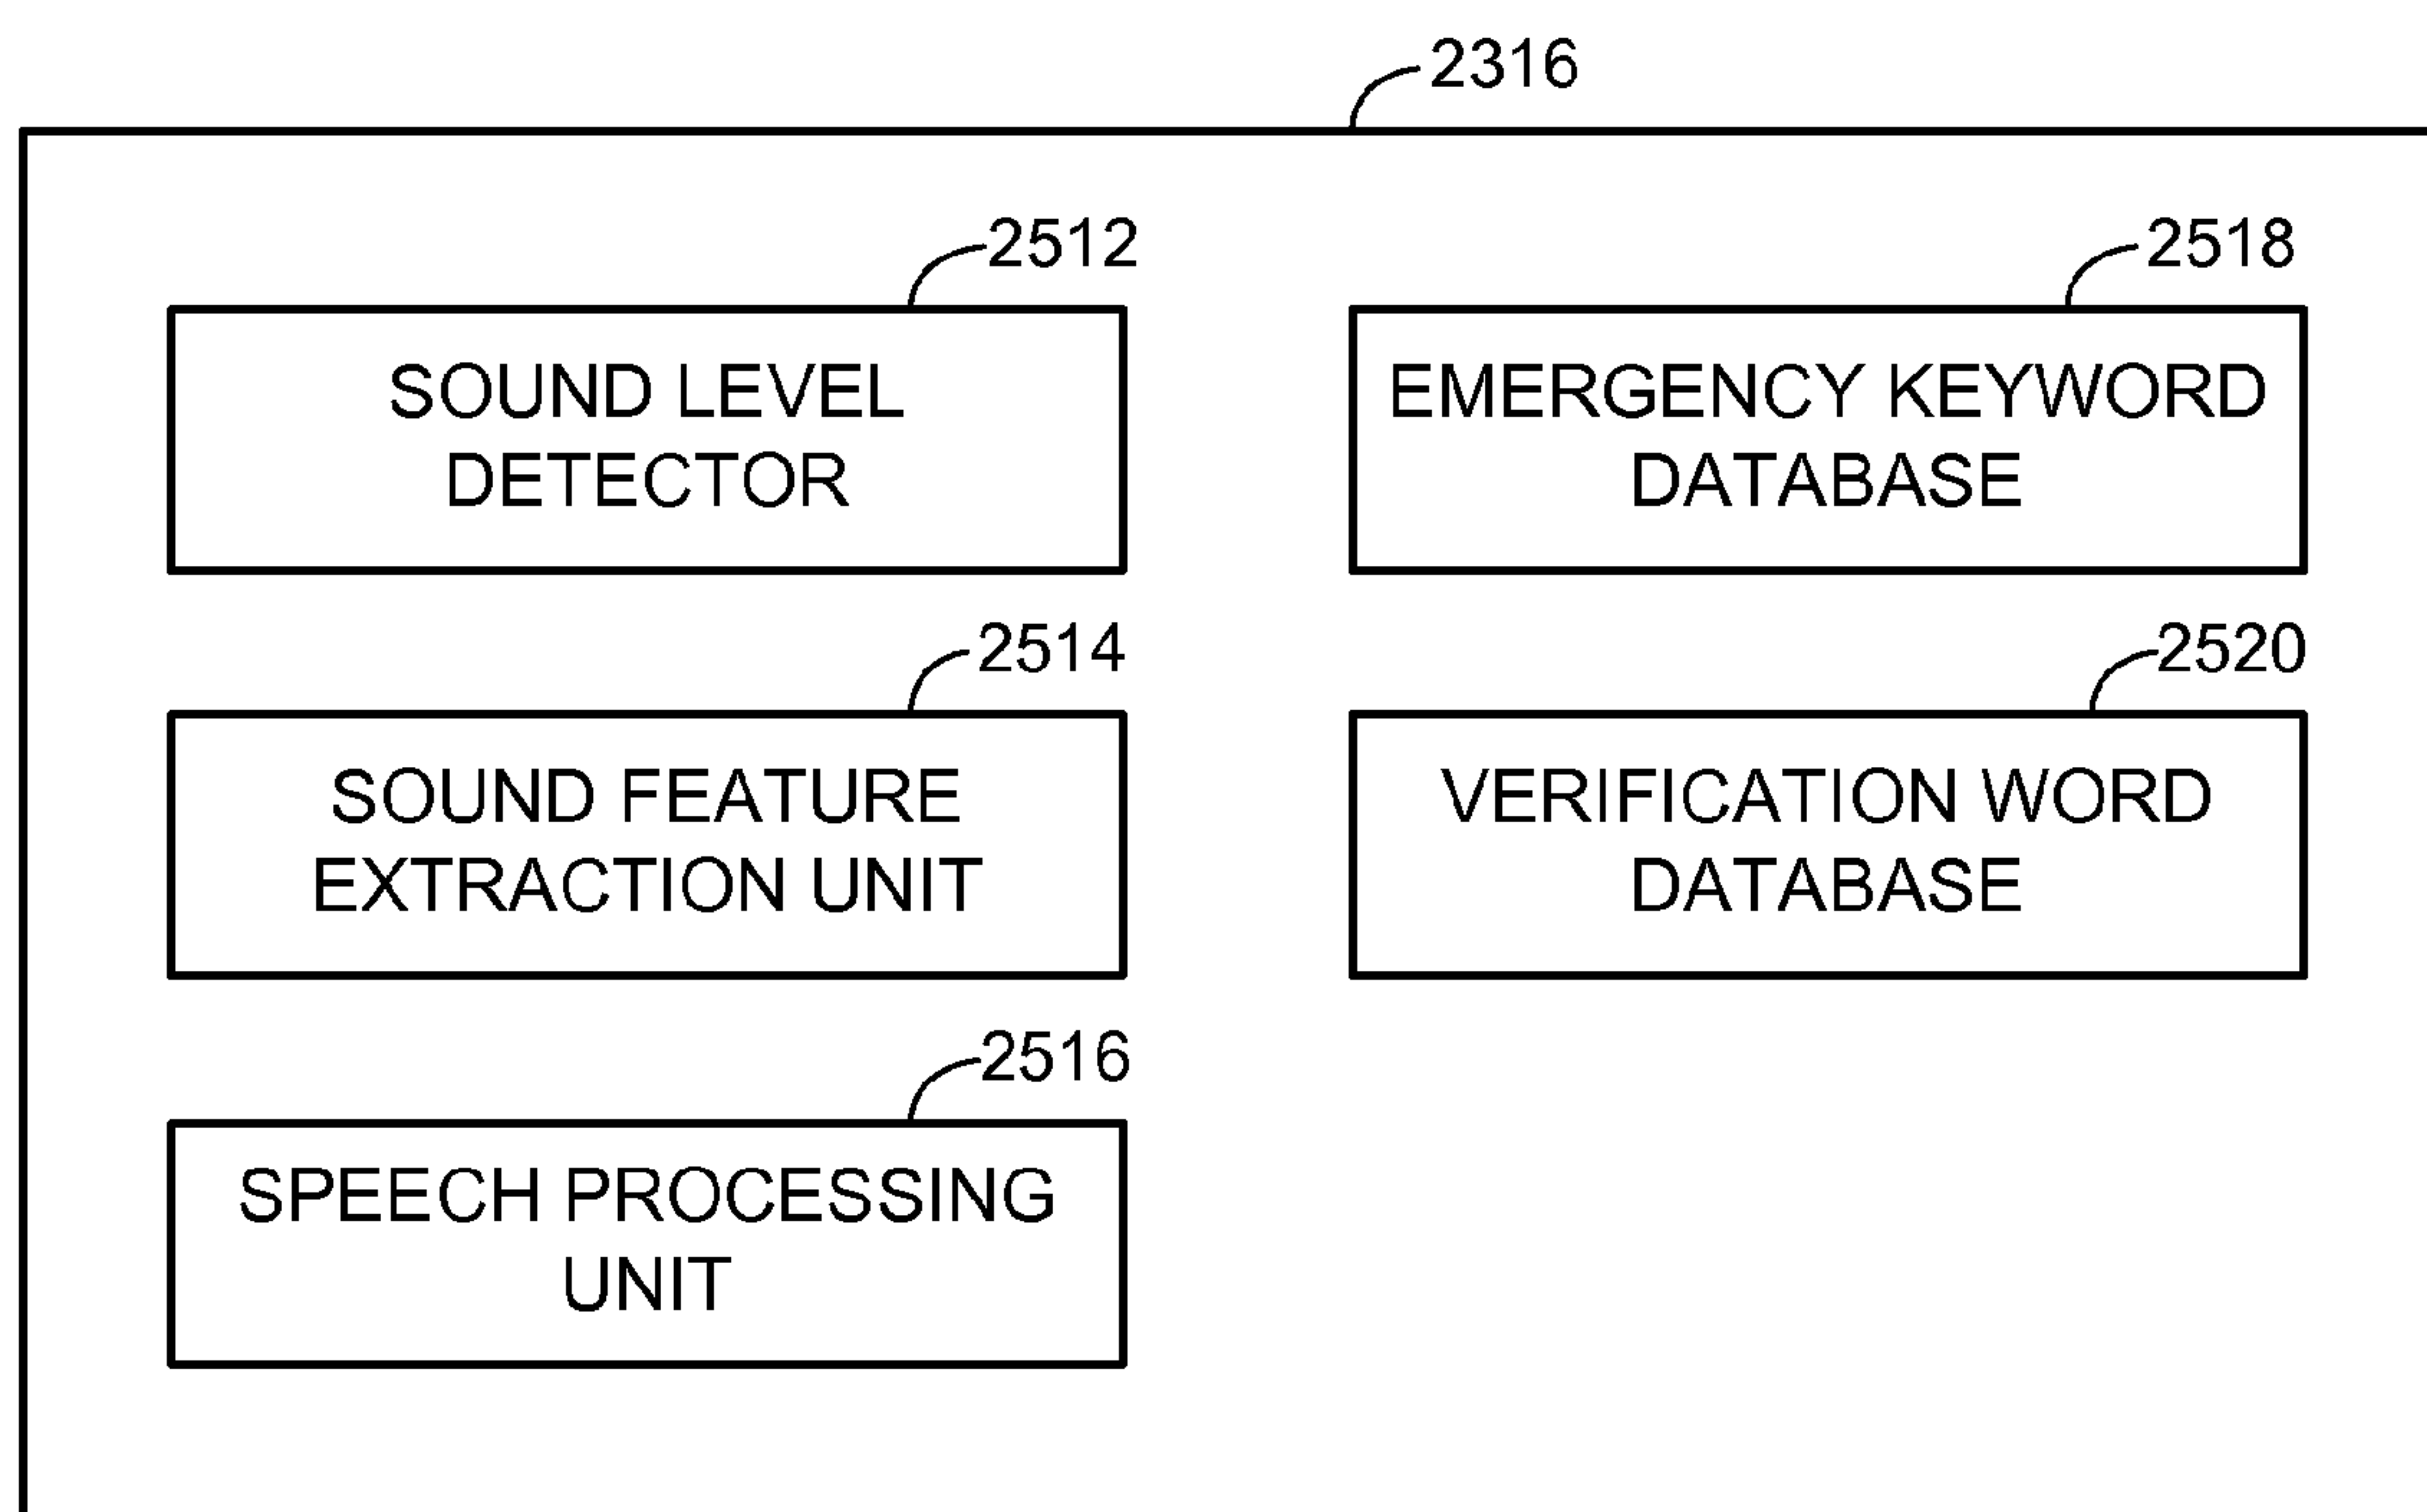 2316
2512
SOUND LEVEL
DETECTOR
2518
EMERGENCY KEYWORD
DATABASE
2514
SOUND FEATURE
EXTRACTION UNIT
2520
VERIFICATION WORD
DATABASE
2516
SPEECH PROCESSING
UNIT